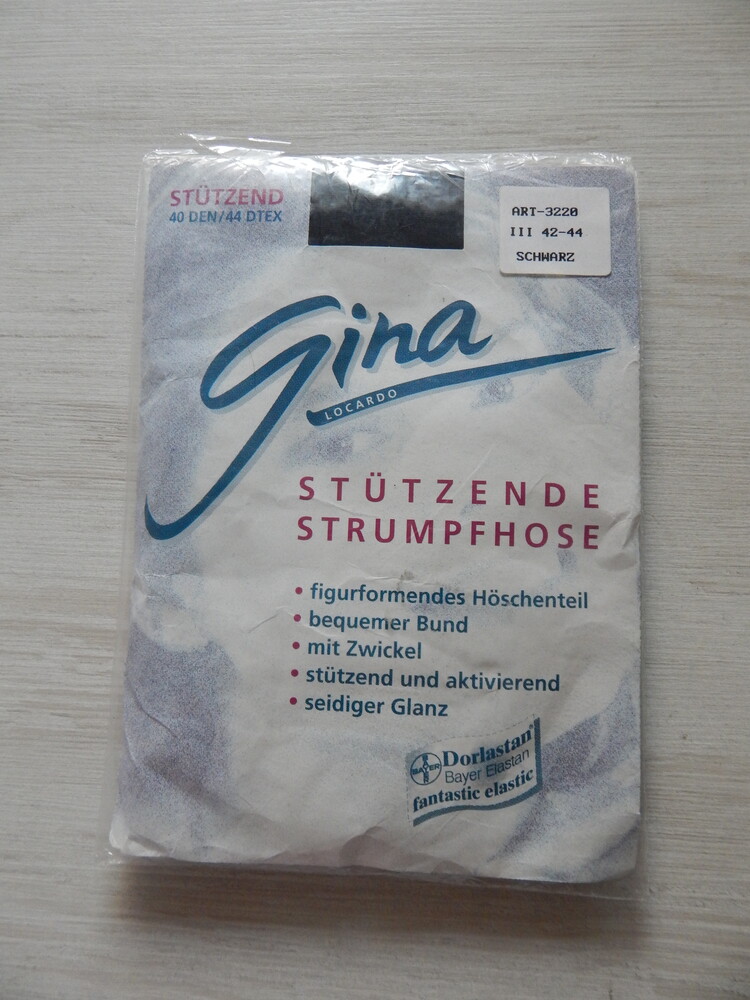 STÜTZEND
40 DEN/44 DTEX
ART-3220
III 42-44
SCHWARZ
Gina
LOCARDO
STÜTZENDE
STRUMPFHOSE
• figurformendes Höschenteil
• bequemer Bund
• mit Zwickel
• stützend und aktivierend
• seidiger Glanz
BAYER
BAYER
Dorlastan®
Bayer Elastan
fantastic elastic